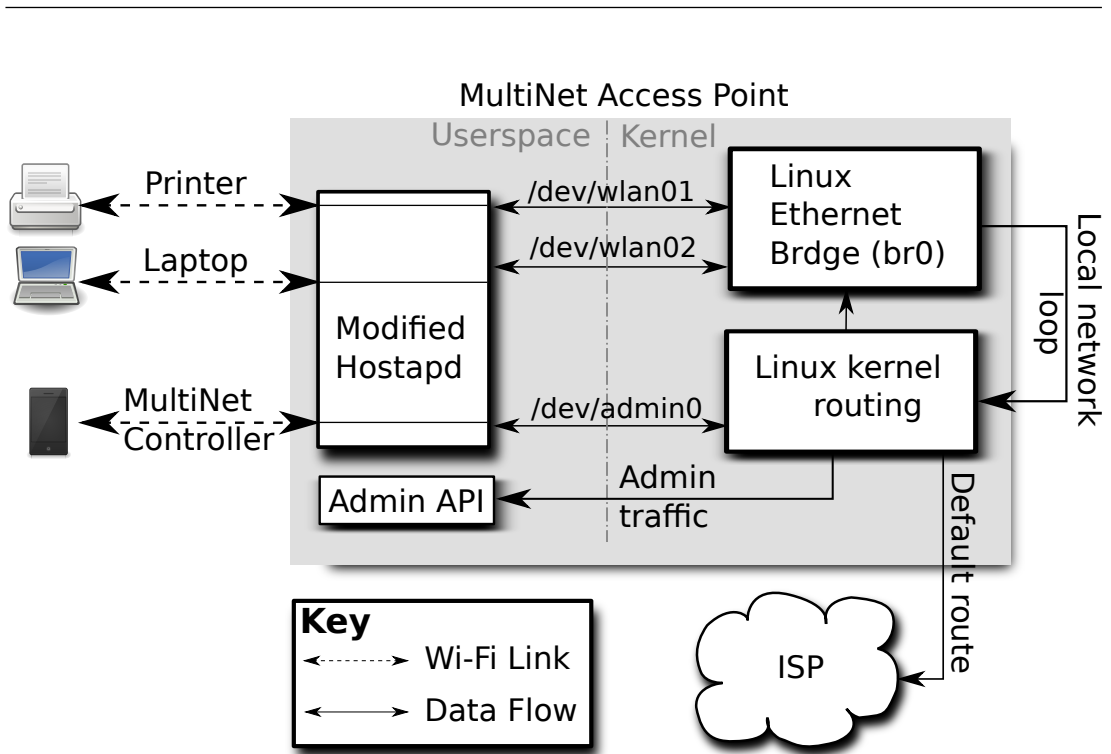 MultiNet Access Point
Userspace
Kernel
Printer
Laptop
MultiNet
Controller
Modified
Hostapd
/dev/wlan01
/dev/wlan02
/dev/admin0
Linux
Ethernet
Brdge (br0)
Linux kernel
routing
Local network
loop
Admin API
Admin
traffic
Default route
ISP
Key
Wi-Fi Link
Data Flow